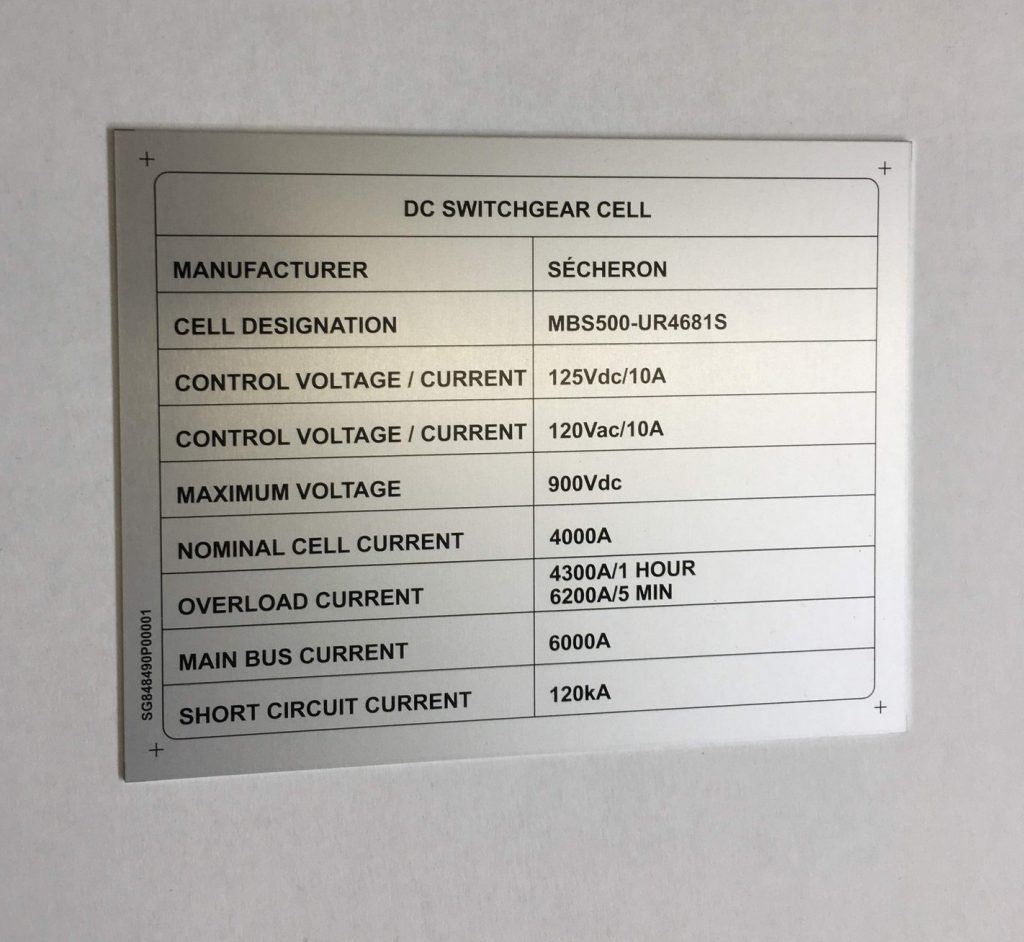 DC SWITCHGEAR CELL
MANUFACTURER SÉCHERON
CELL DESIGNATION MBS500-UR4681S
CONTROL VOLTAGE / CURRENT 125Vdc/10A
CONTROL VOLTAGE / CURRENT 120Vac/10A
MAXIMUM VOLTAGE 900Vdc
NOMINAL CELL CURRENT 4000A
OVERLOAD CURRENT 4300A/1 HOUR
6200A/5 MIN
MAIN BUS CURRENT 6000A
SHORT CIRCUIT CURRENT 120kA
SG848490P00001